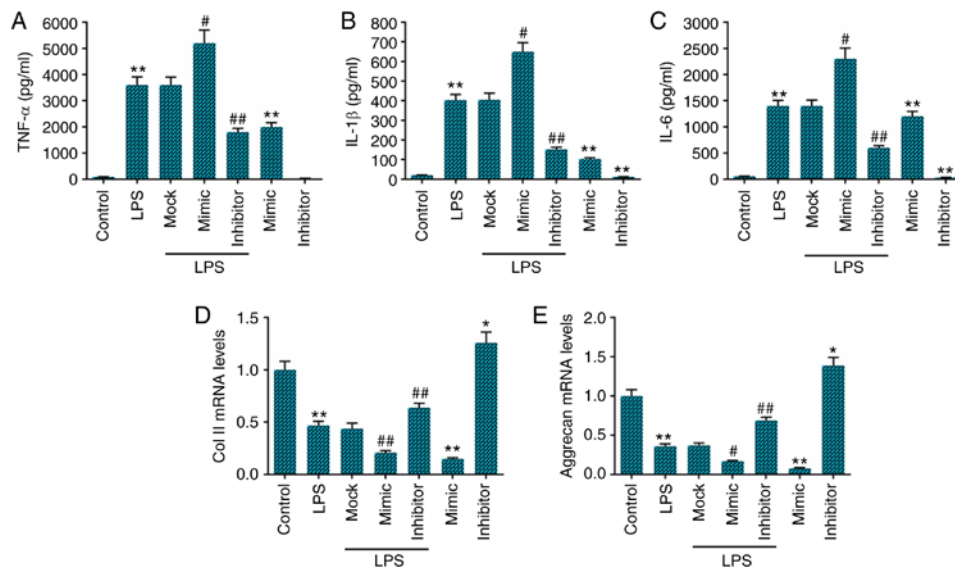 A
TNF-α (pg/ml)
6000
5000
4000
3000
2000
1000
0
**
#
##
**
Control
LPS
Mock
Mimic
Inhibitor
Mimic
Inhibitor
LPS
B
IL-1β (pg/ml)
800
700
600
500
400
300
200
100
0
**
#
##
**
**
Control
LPS
Mock
Mimic
Inhibitor
Mimic
Inhibitor
LPS
C
IL-6 (pg/ml)
3000
2500
2000
1500
1000
500
0
**
#
##
**
**
Control
LPS
Mock
Mimic
Inhibitor
Mimic
Inhibitor
LPS
D
Col II mRNA levels
1.5
1.0
0.5
0.0
**
##
##
**
*
Control
LPS
Mock
Mimic
Inhibitor
Mimic
Inhibitor
LPS
E
Aggrecan mRNA levels
2.0
1.5
1.0
0.5
0.0
**
#
##
**
*
Control
LPS
Mock
Mimic
Inhibitor
Mimic
Inhibitor
LPS